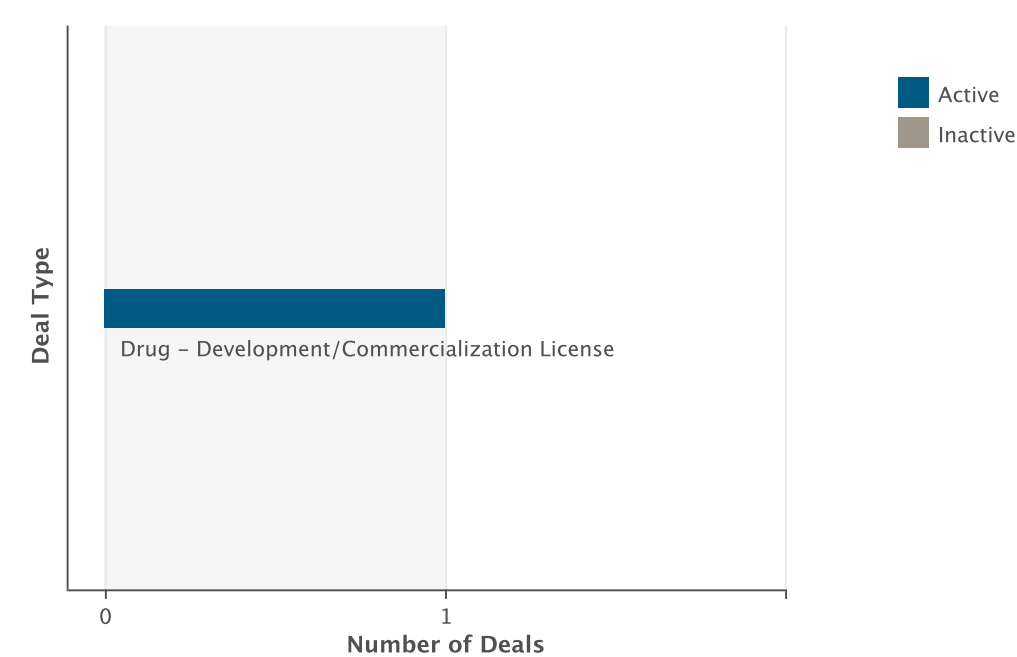 Active
Inactive
Deal Type
Drug – Development/Commercialization License
0
1
Number of Deals